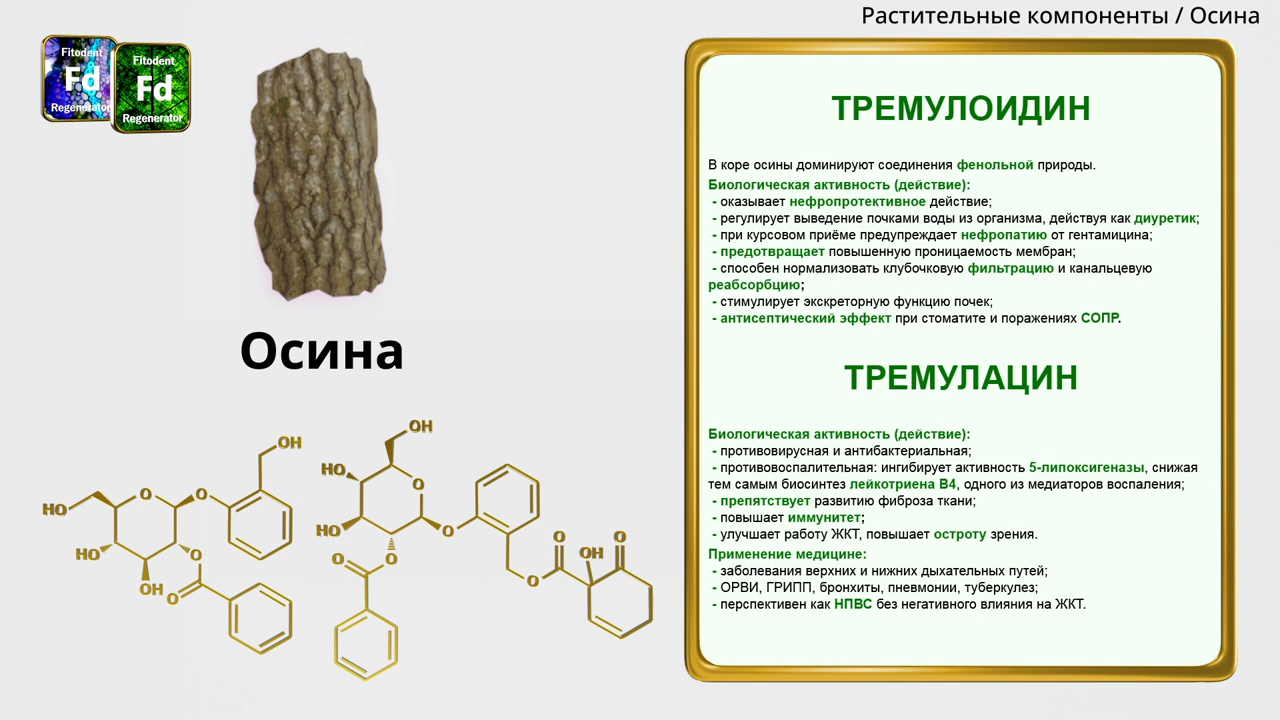 Растительные компоненты / Осина
Fitodent
Fd
Regenerator
Fitodent
Fd
Regenerator
Осина
OH
HO
O
O
HO
OH
O
O
OH
HO
O
HO
O
O
O
O
O
OH
O
ТРЕМУЛОИДИН
В коре осины доминируют соединения фенольной природы.
Биологическая активность (действие):
- оказывает нефропротективное действие;
- регулирует выведение почками воды из организма, действуя как диуретик;
- при курсовом приёме предупреждает нефропатию от гентамицина;
- предотвращает повышенную проницаемость мембран;
- способен нормализовать клубочковую фильтрацию и канальцевую
реабсорбцию;
- стимулирует экскреторную функцию почек;
- антисептический эффект при стоматите и поражениях СОПР.
ТРЕМУЛАЦИН
Биологическая активность (действие):
- противовирусная и антибактериальная;
- противовоспалительная: ингибирует активность 5-липоксигеназы, снижая
тем самым биосинтез лейкотриена В4, одного из медиаторов воспаления;
- препятствует развитию фиброза ткани;
- повышает иммунитет;
- улучшает работу ЖКТ, повышает остроту зрения.
Применение медицине:
- заболевания верхних и нижних дыхательных путей;
- ОРВИ, ГРИПП, бронхиты, пневмонии, туберкулез;
- перспективен как НПВС без негативного влияния на ЖКТ.